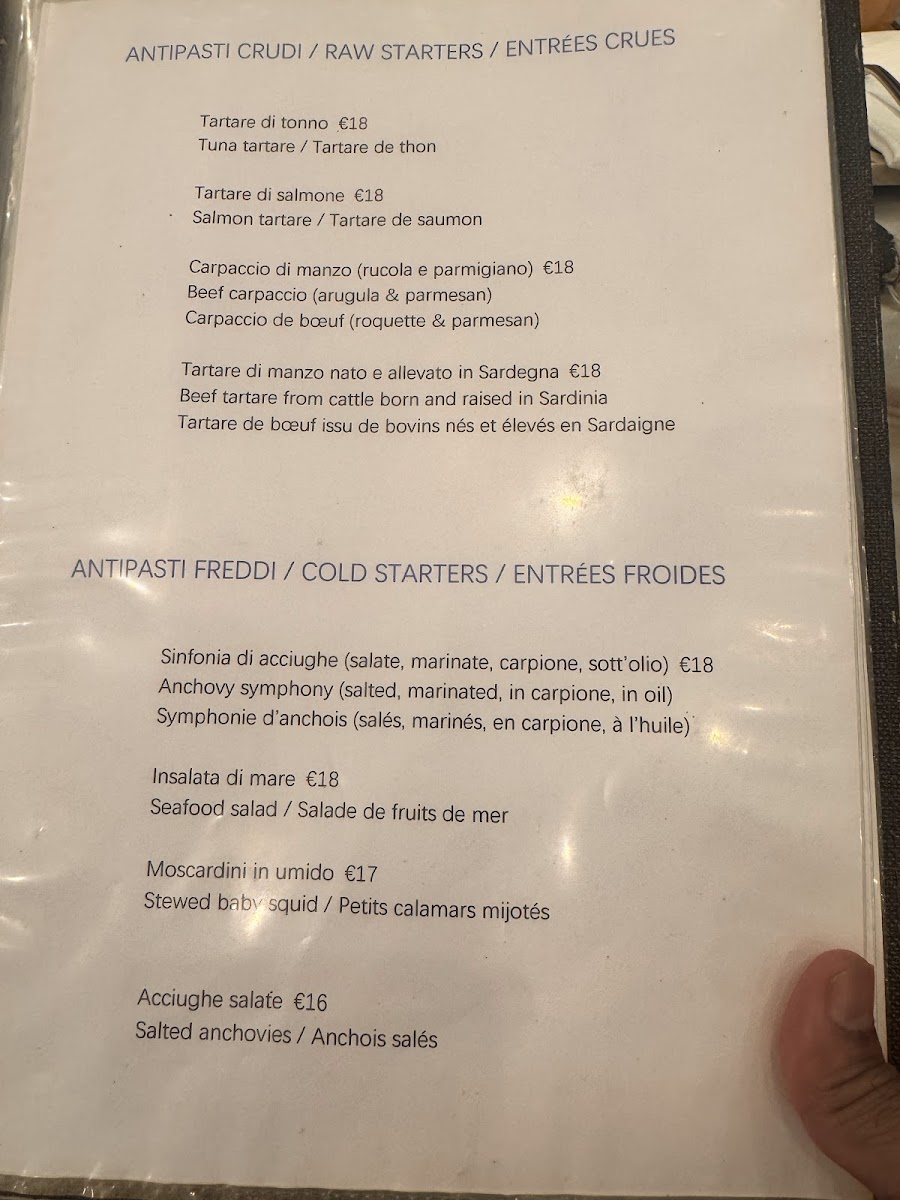 ANTIPASTI CRUDI / RAW STARTERS / ENTRÉES CRUES
Tartare di tonno €18
Tuna tartare / Tartare de thon
Tartare di salmone €18
Salmon tartare / Tartare de saumon
Carpaccio di manzo (rucola e parmigiano) €18
Beef carpaccio (arugula & parmesan)
Carpaccio de bœuf (roquette & parmesan)
Tartare di manzo nato e allevato in Sardegna €18
Beef tartare from cattle born and raised in Sardinia
Tartare de bœuf issu de bovins nés et élevés en Sardaigne
ANTIPASTI FREDDI / COLD STARTERS / ENTRÉES FROIDES
Sinfonia di acciughe (salate, marinate, carpione, sott'olio) €18
Anchovy symphony (salted, marinated, in carpione, in oil)
Symphonie d'anchois (salés, marinés, en carpione, à l'huile)
Insalata di mare €18
Seafood salad / Salade de fruits de mer
Moscardini in umido €17
Stewed baby squid / Petits calamars mijotés
Acciughe salate €16
Salted anchovies / Anchois salés